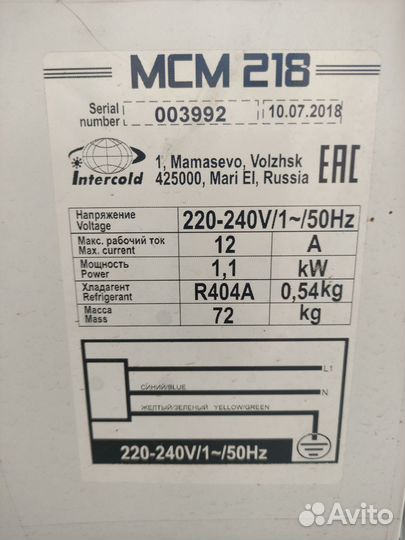 MCM 218
Serial number 003992 10.07.2018
Intercold
1, Mamasevo, Volzhsk
425000, Mari El, Russia
EAC
Напряжение
Voltage
220-240V/1~/50Hz
Макс. рабочий ток
Max. current
12 A
Мощность
Power
1,1 kW
Хладагент
Refrigerant
R404A 0,54kg
Масса
Mass
72 kg
L1
СИНИЙ/BLUE N
ЖЕЛТЫЙ/ЗЕЛЕНЫЙ YELLOW/GREEN
220-240V/1~/50Hz
Avito